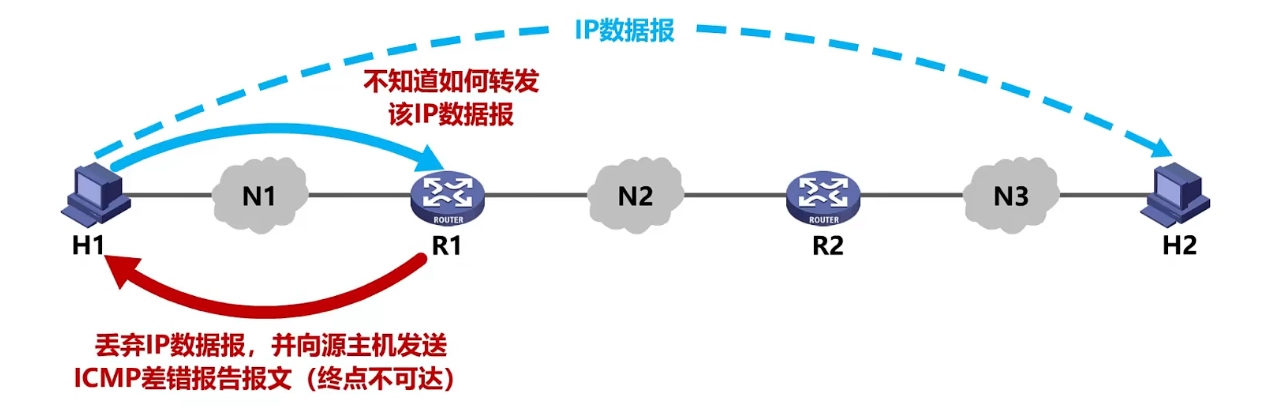 IP数据报
不知道如何转发
该IP数据报
N1
N2
N3
ROUTER
ROUTER
H1
R1
R2
H2
丢弃IP数据报，并向源主机发送
ICMP差错报告报文（终点不可达）